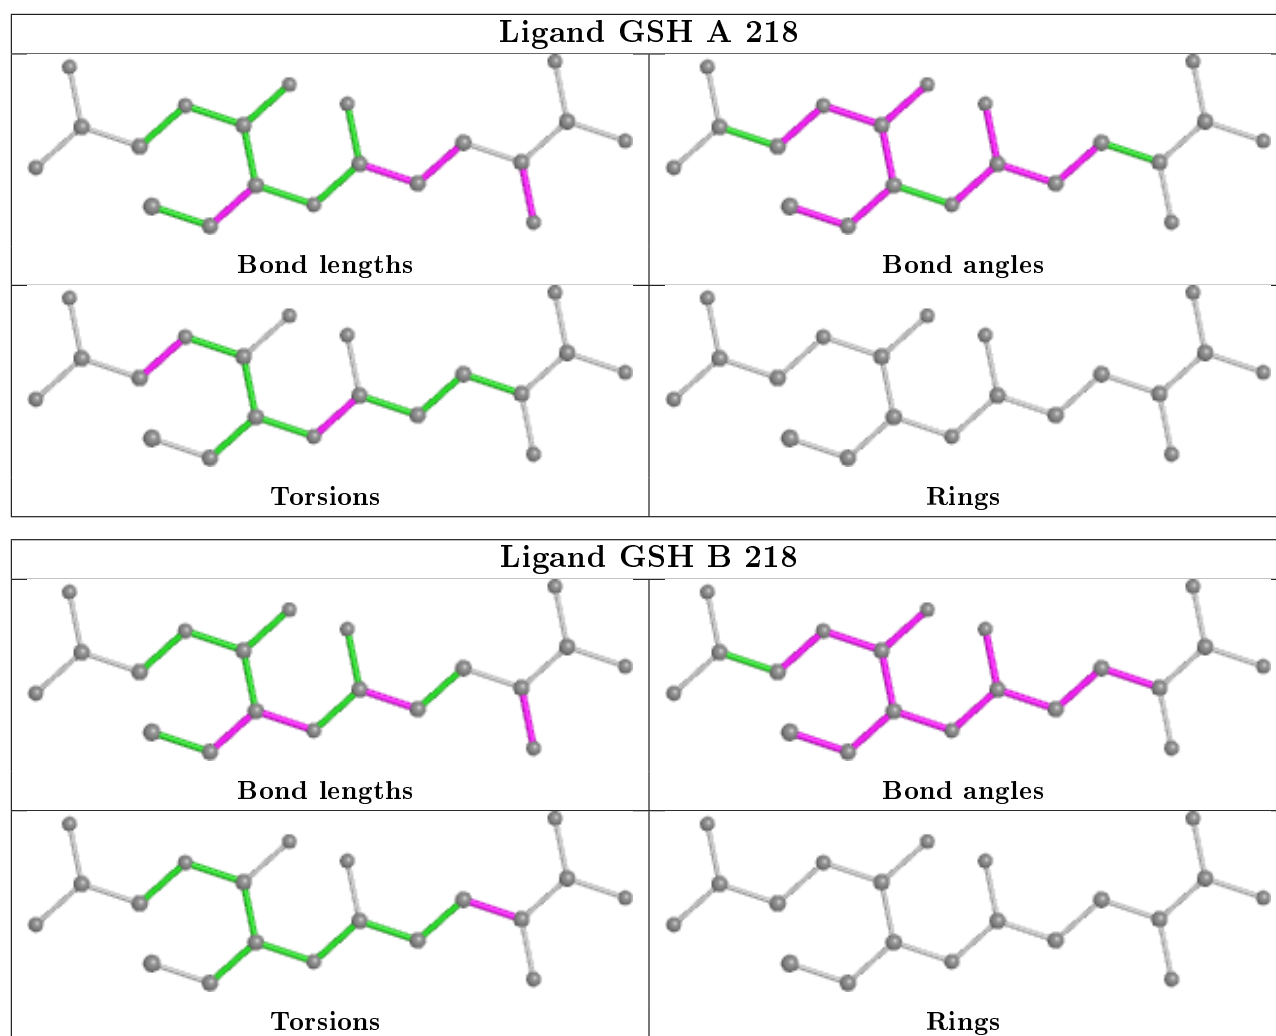 Ligand GSH A 218
Bond lengths
Bond angles
Torsions
Rings
Ligand GSH B 218
Bond lengths
Bond angles
Torsions
Rings